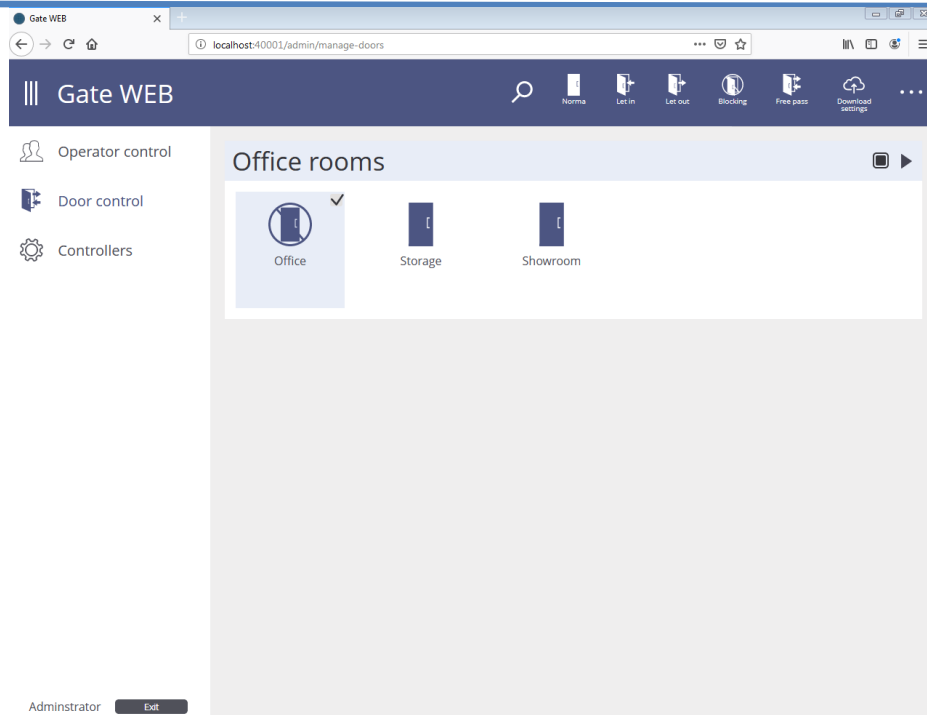 Gate WEB
localhost:40001/admin/manage-doors
Gate WEB
Norma
Let in
Let out
Blocking
Free pass
Download
settings
Operator control
Door control
Controllers
Office rooms
Office
Storage
Showroom
Adminstrator
Exit